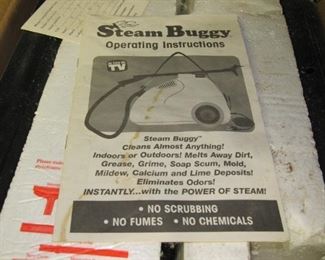 Steam Buggy
Operating Instructions
TV
Steam Buggy™
Cleans Almost Anything!
Indoors or Outdoors! Melts Away Dirt,
Grease, Grime, Soap Scum, Mold,
Mildew, Calcium and Lime Deposits!
Eliminates Odors!
INSTANTLY...with the POWER OF STEAM!
• NO SCRUBBING
• NO FUMES • NO CHEMICALS